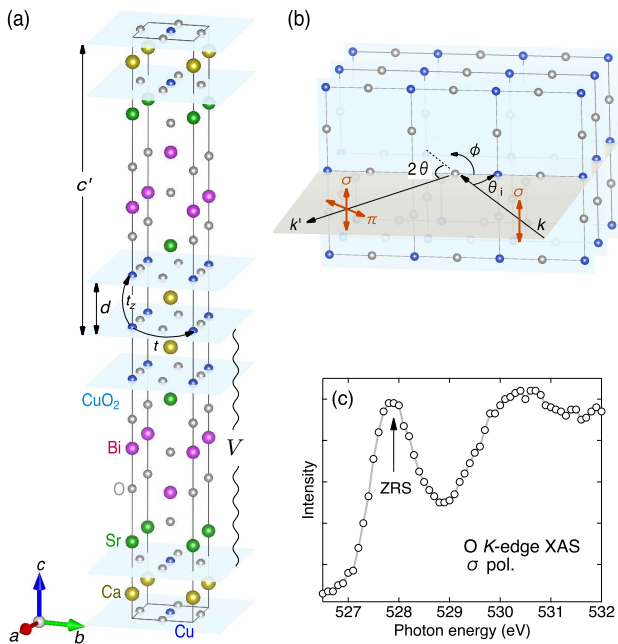 (a)
c'
d
t_z
t
CuO₂
Bi
O
Sr
Ca
Cu
V
c
a
b
(b)
2θ
ϕ
θ_i
σ
π
k'
σ
k
(c)
Intensity
ZRS
O K-edge XAS
σ pol.
527 528 529 530 531 532
Photon energy (eV)